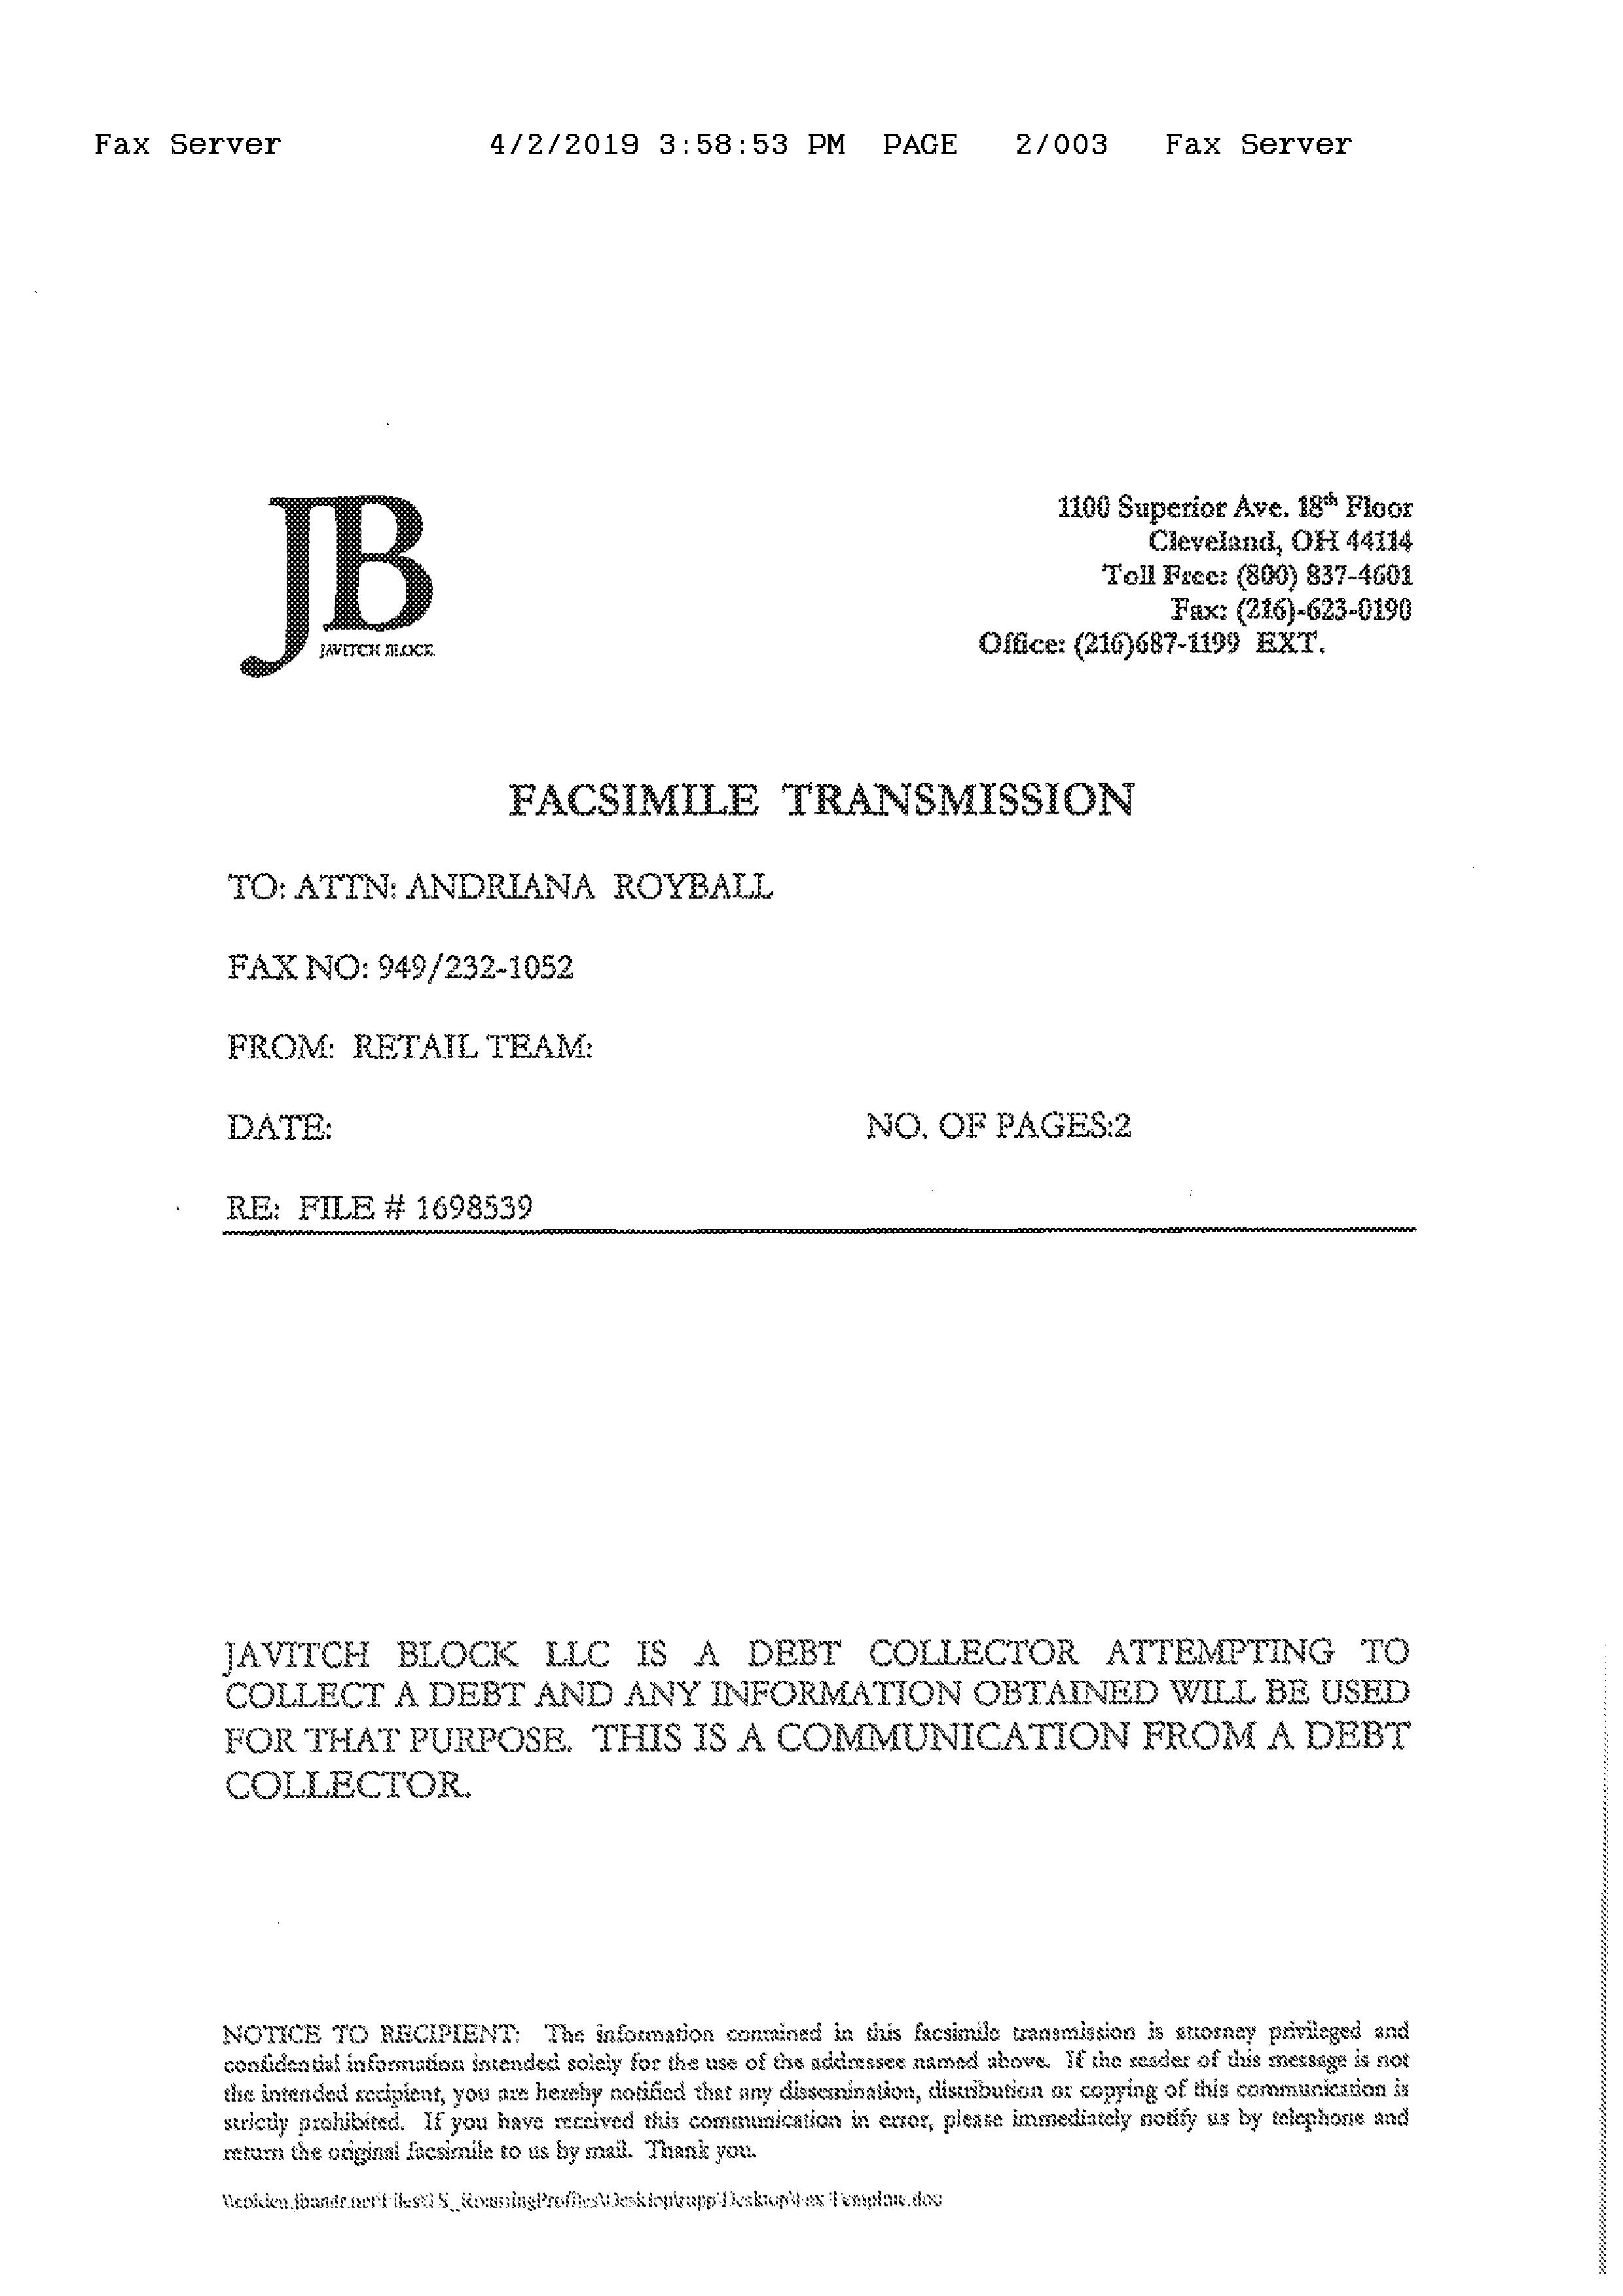 Fax Server 4/2/2019 3:58:53 PM PAGE 2/003 Fax Server
JB
JAVITCH BLOCK
1100 Superior Ave. 18th Floor
Cleveland, OH 44114
Toll Free: (800) 837-4601
Fax: (216)-623-0190
Office: (216)687-1199 EXT.
FACSIMILE TRANSMISSION
TO: ATTN: ANDRIANA ROYBALL
FAX NO: 949/232-1052
FROM: RETAIL TEAM:
DATE: NO. OF PAGES:2
RE: FILE # 1698539
JAVITCH BLOCK LLC IS A DEBT COLLECTOR ATTEMPTING TO
COLLECT A DEBT AND ANY INFORMATION OBTAINED WILL BE USED
FOR THAT PURPOSE. THIS IS A COMMUNICATION FROM A DEBT
COLLECTOR.
NOTICE TO RECIPIENT: The information contained in this facsimile transmission is attorney privileged and
confidential information intended solely for the use of the addressee named above. If the reader of this message is not
the intended recipient, you are hereby notified that any dissemination, distribution or copying of this communication is
strictly prohibited. If you have received this communication in error, please immediately notify us by telephone and
return the original facsimile to us by mail. Thank you.
Template.doc